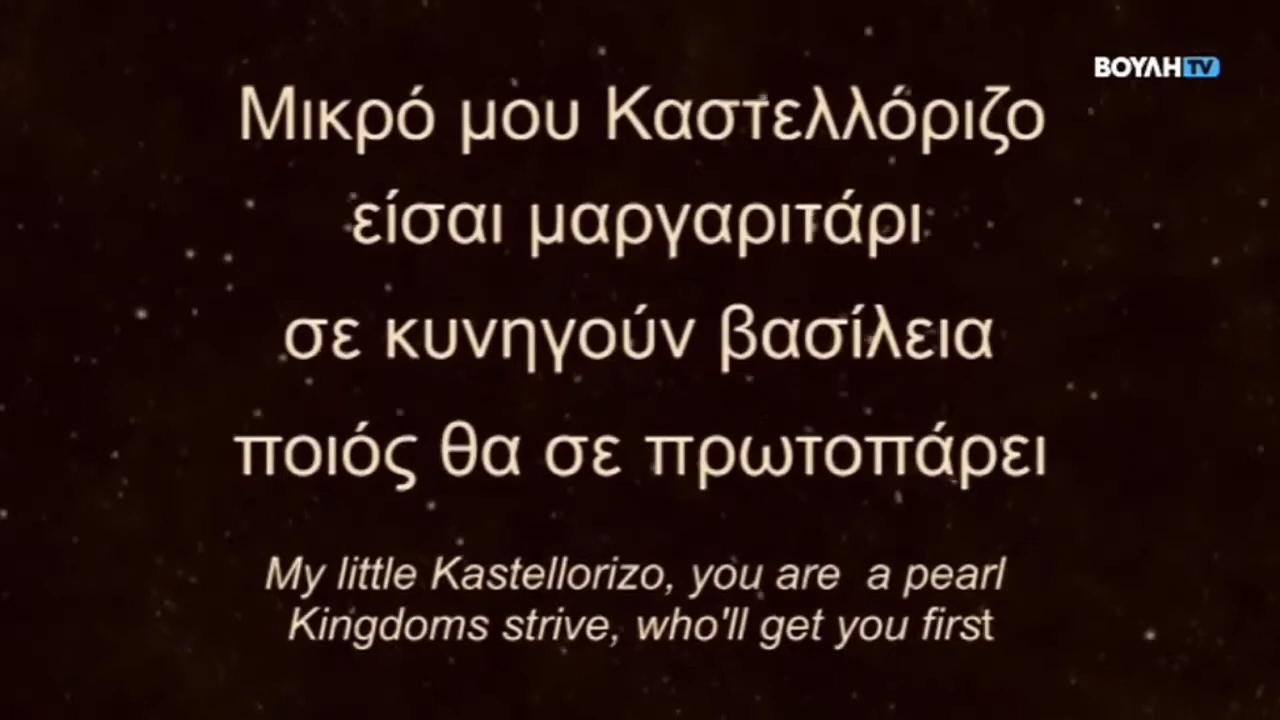 ΒΟΥΛΗ TV
Μικρό μου Καστελλόριζο
είσαι μαργαριτάρι
σε κυνηγούν βασίλεια
ποιός θα σε πρωτοπάρει
My little Kastellorizo, you are  a pearl
Kingdoms strive, who'll get you first